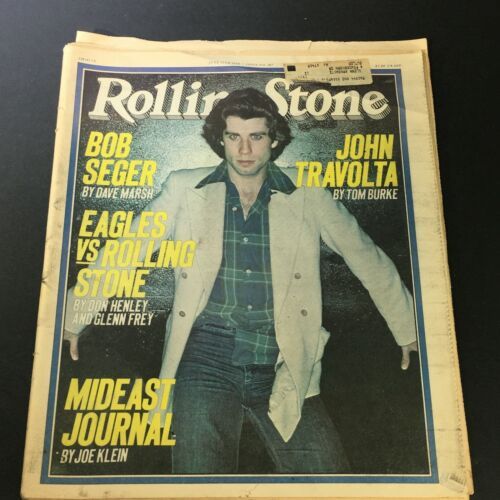 Rolling Stone
BOB
SEGER
BY DAVE MARSH
JOHN
TRAVOLTA
BY TOM BURKE
EAGLES
VS ROLLING
STONE
BY DON HENLEY
AND GLENN FREY
MIDEAST
JOURNAL
BY JOE KLEIN